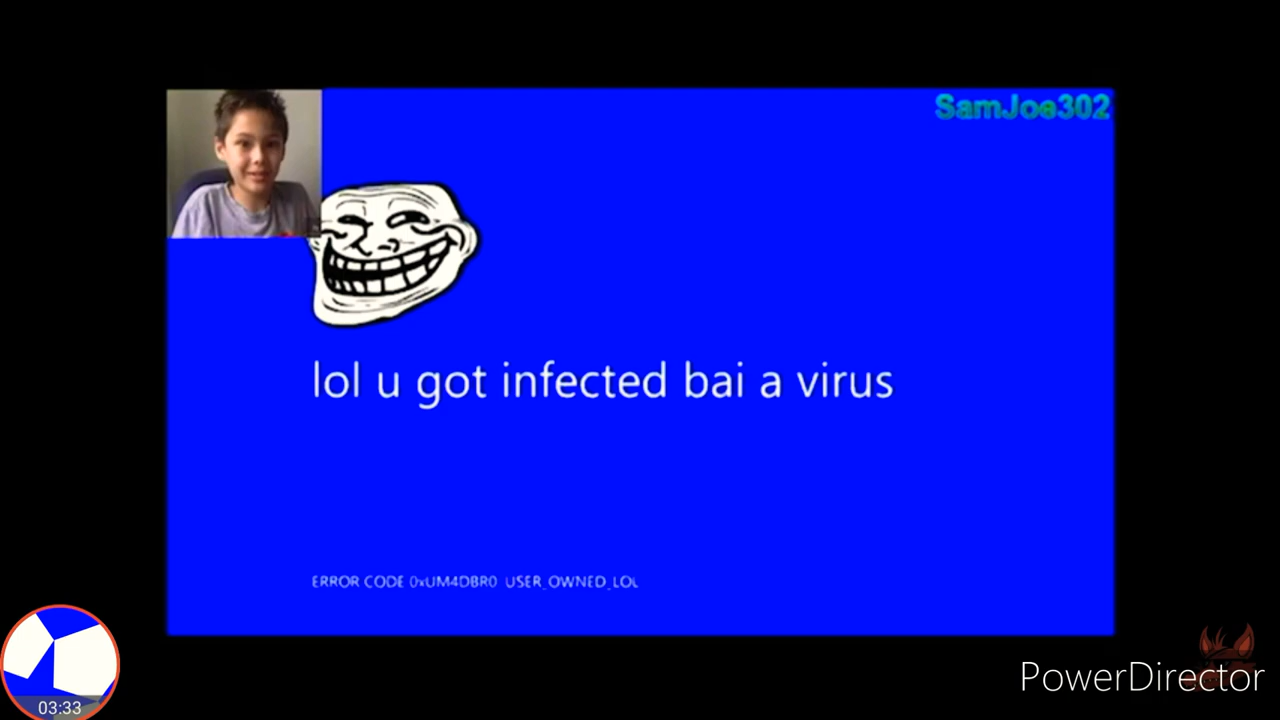 SamJoe302
lol u got infected bai a virus
ERROR CODE 0xUM4DBR0 USER_OWNED_LOL
03:33
PowerDirector